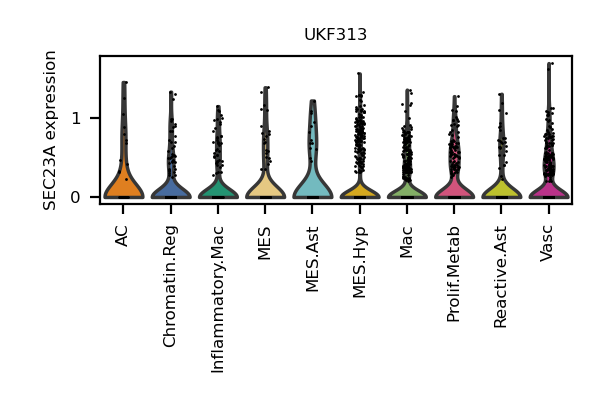 UKF313
SEC23A expression
1
0
AC
Chromatin.Reg
Inflammatory.Mac
MES
MES.Ast
MES.Hyp
Mac
Prolif.Metab
Reactive.Ast
Vasc